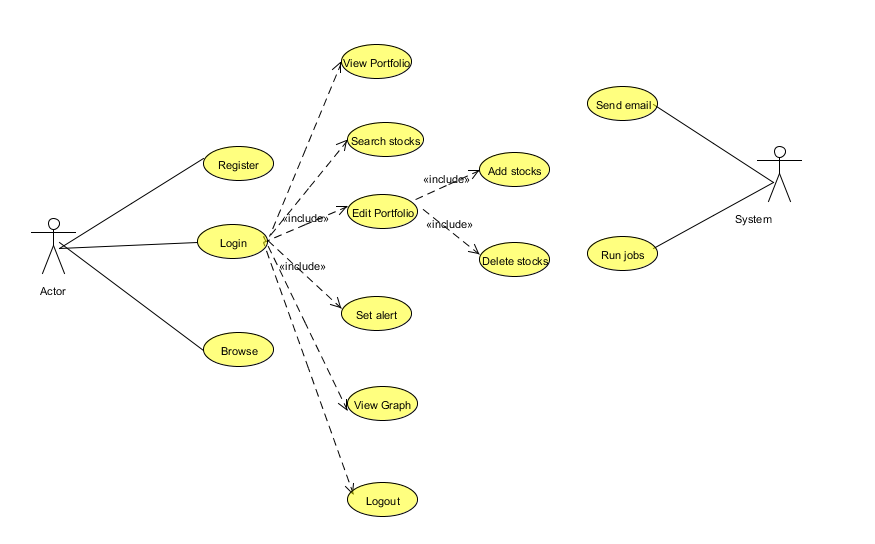 View Portfolio
Send email
Search stocks
Register
«include»
Add stocks
«include»
Edit Portfolio
System
«include»
Login
«include»
Delete stocks
Run jobs
Actor
Set alert
Browse
View Graph
Logout